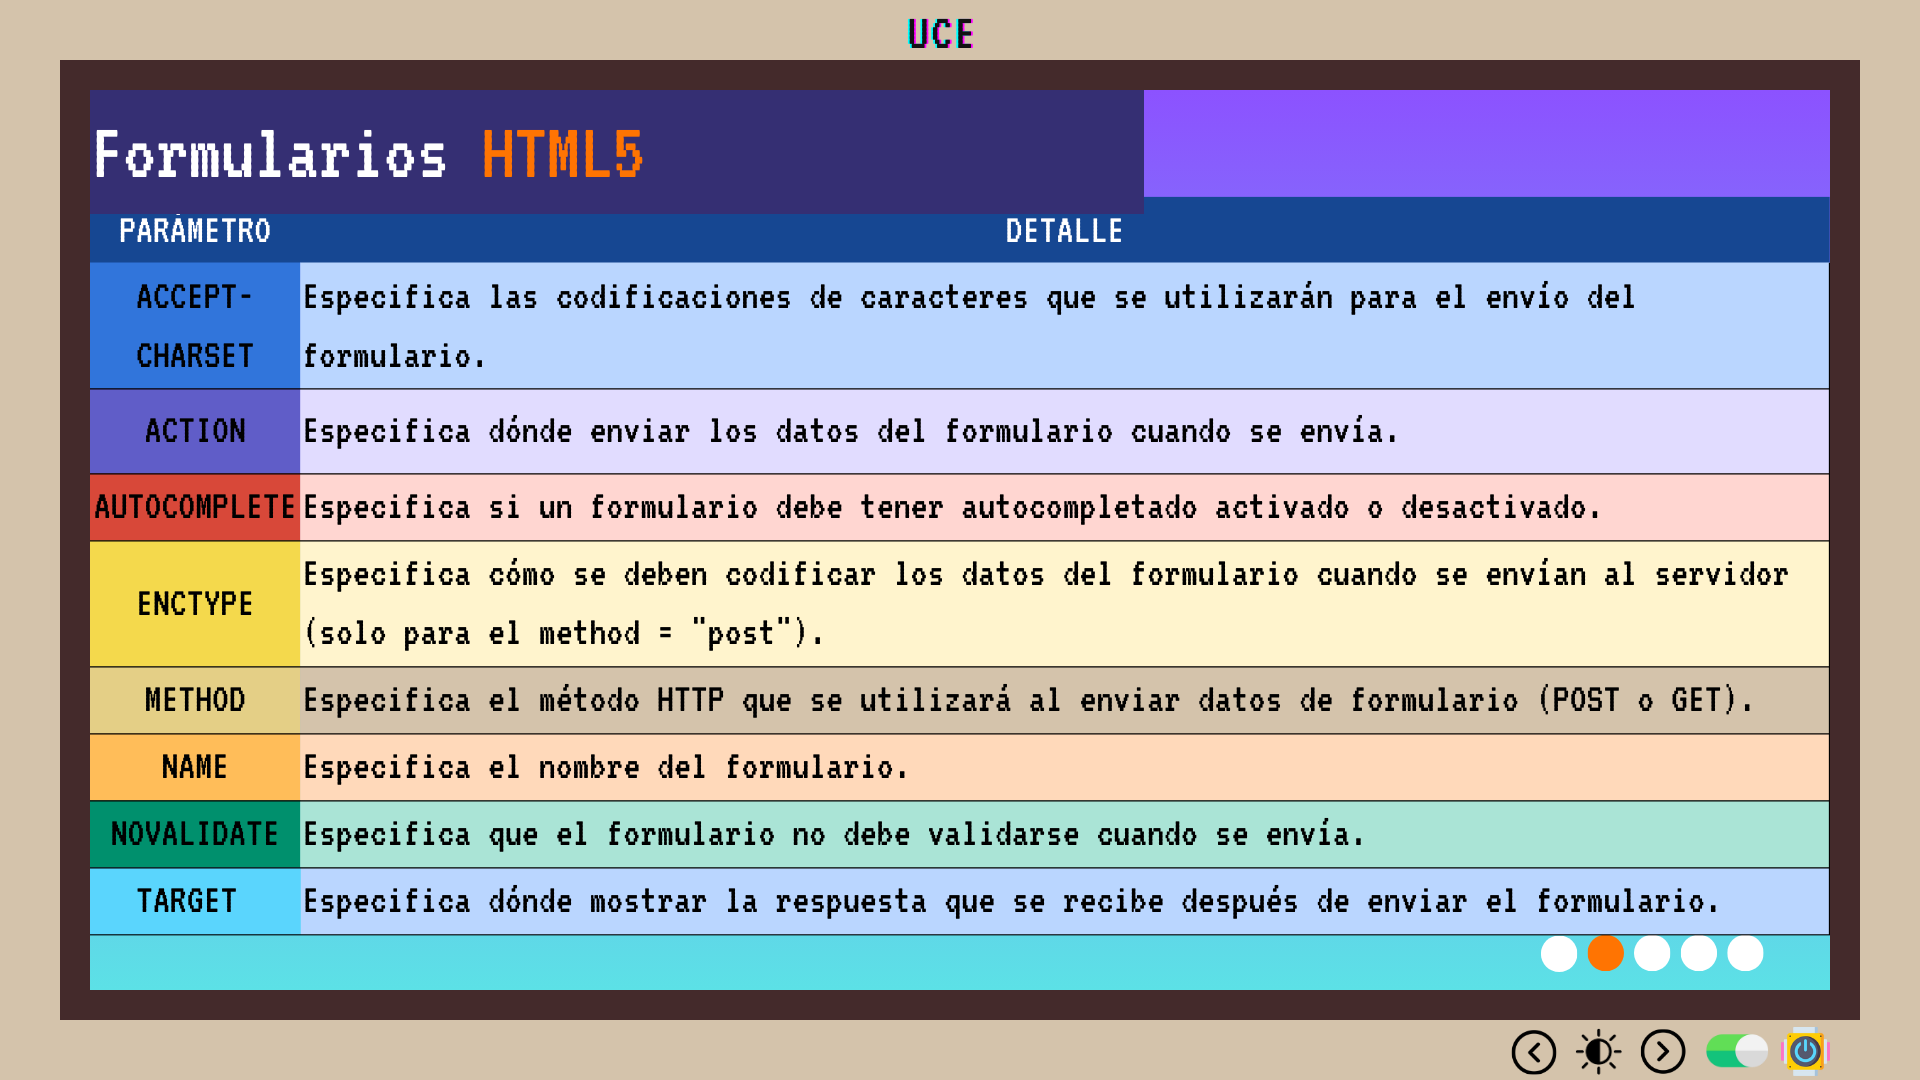 UCE
Formularios HTML5
PARÁMETRO DETALLE
ACCEPT-
CHARSET
Especifica las codificaciones de caracteres que se utilizarán para el envío del
formulario.
ACTION
Especifica dónde enviar los datos del formulario cuando se envía.
AUTOCOMPLETE
Especifica si un formulario debe tener autocompletado activado o desactivado.
ENCTYPE
Especifica cómo se deben codificar los datos del formulario cuando se envían al servidor
(solo para el method = "post").
METHOD
Especifica el método HTTP que se utilizará al enviar datos de formulario (POST o GET).
NAME
Especifica el nombre del formulario.
NOVALIDATE
Especifica que el formulario no debe validarse cuando se envía.
TARGET
Especifica dónde mostrar la respuesta que se recibe después de enviar el formulario.